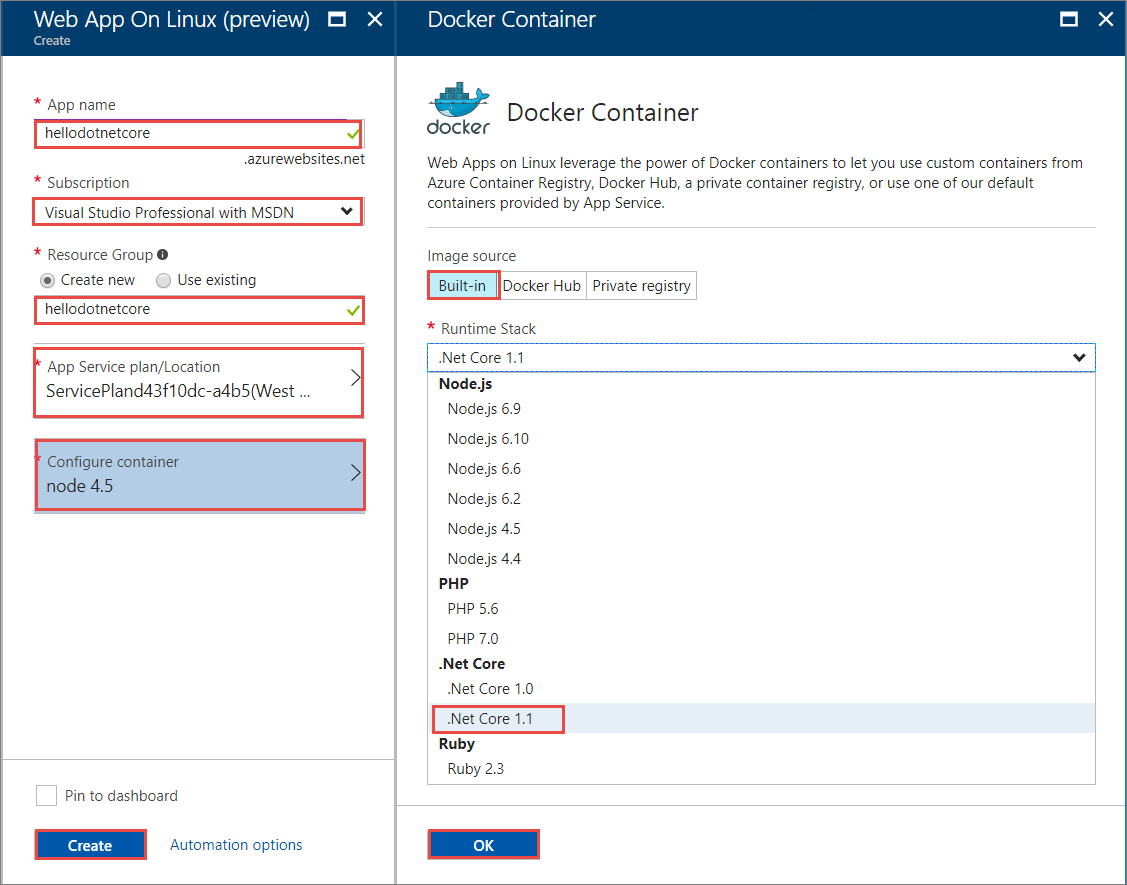 Web App On Linux (preview)
Create
* App name
hellodotnetcore
.azurewebsites.net
* Subscription
Visual Studio Professional with MSDN
* Resource Group
Create new Use existing
hellodotnetcore
* App Service plan/Location
ServicePland43f10dc-a4b5(West ...
* Configure container
node 4.5
Pin to dashboard
Create Automation options
Docker Container
docker
Docker Container
Web Apps on Linux leverage the power of Docker containers to let you use custom containers from
Azure Container Registry, Docker Hub, a private container registry, or use one of our default
containers provided by App Service.
Image source
Built-in Docker Hub Private registry
* Runtime Stack
.Net Core 1.1
Node.js
Node.js 6.9
Node.js 6.10
Node.js 6.6
Node.js 6.2
Node.js 4.5
Node.js 4.4
PHP
PHP 5.6
PHP 7.0
.Net Core
.Net Core 1.0
.Net Core 1.1
Ruby
Ruby 2.3
OK